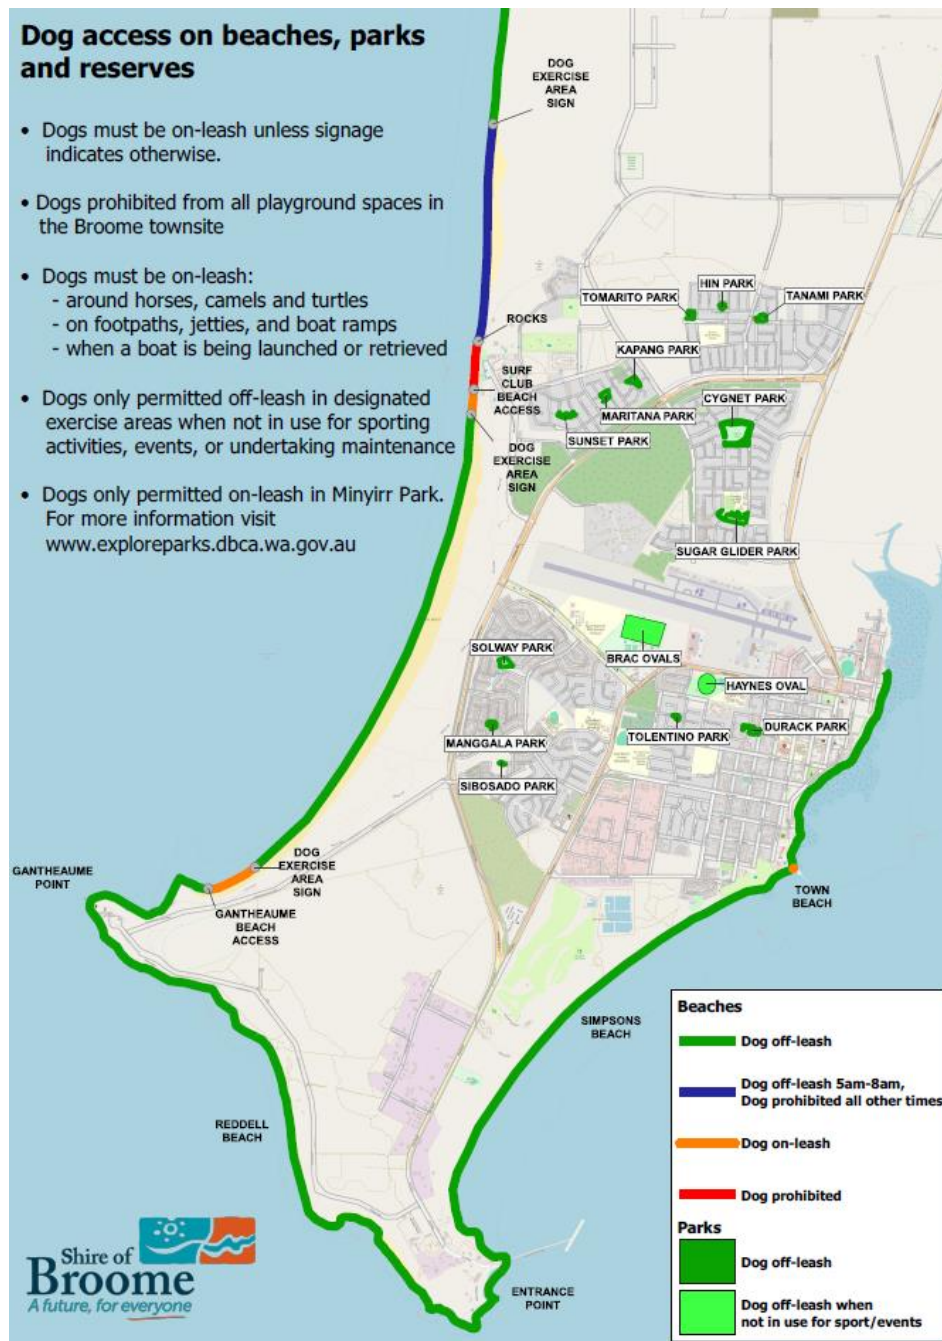 Dog access on beaches, parks
and reserves
• Dogs must be on-leash unless signage
indicates otherwise.
• Dogs prohibited from all playground spaces in
the Broome townsite
• Dogs must be on-leash:
- around horses, camels and turtles
- on footpaths, jetties, and boat ramps
- when a boat is being launched or retrieved
• Dogs only permitted off-leash in designated
exercise areas when not in use for sporting
activities, events, or undertaking maintenance
• Dogs only permitted on-leash in Minyirr Park.
For more information visit
www.exploreparks.dbca.wa.gov.au
DOG
EXERCISE
AREA
SIGN
HIN PARK
TOMARITO PARK
TANAMI PARK
ROCKS
KAPANG PARK
SURF
CLUB
BEACH
ACCESS
CYGNET PARK
MARITANA PARK
SUNSET PARK
DOG
EXERCISE
AREA
SIGN
SUGAR GLIDER PARK
SOLWAY PARK
BRAC OVALS
HAYNES OVAL
DURACK PARK
TOLENTINO PARK
MANGGALA PARK
SIBOSADO PARK
DOG
EXERCISE
AREA
SIGN
GANTHEAUME
POINT
GANTHEAUME
BEACH
ACCESS
TOWN
BEACH
SIMPSONS
BEACH
REDDELL
BEACH
ENTRANCE
POINT
Beaches
Dog off-leash
Dog off-leash 5am-8am,
Dog prohibited all other times
Dog on-leash
Dog prohibited
Parks
Dog off-leash
Dog off-leash when
not in use for sport/events
Shire of
Broome
A future, for everyone